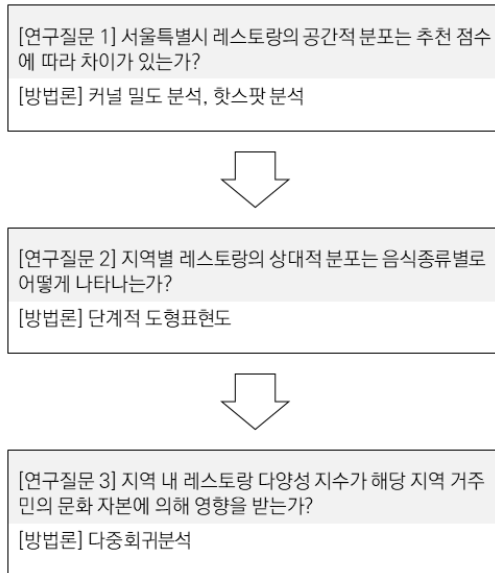 [연구질문 1] 서울특별시 레스토랑의 공간적 분포는 추천 점수
에 따라 차이가 있는가?
[방법론] 커널 밀도 분석, 핫스팟 분석
[연구질문 2] 지역별 레스토랑의 상대적 분포는 음식종류별로
어떻게 나타나는가?
[방법론] 단계적 도형표현도
[연구질문 3] 지역 내 레스토랑 다양성 지수가 해당 지역 거주
민의 문화 자본에 의해 영향을 받는가?
[방법론] 다중회귀분석